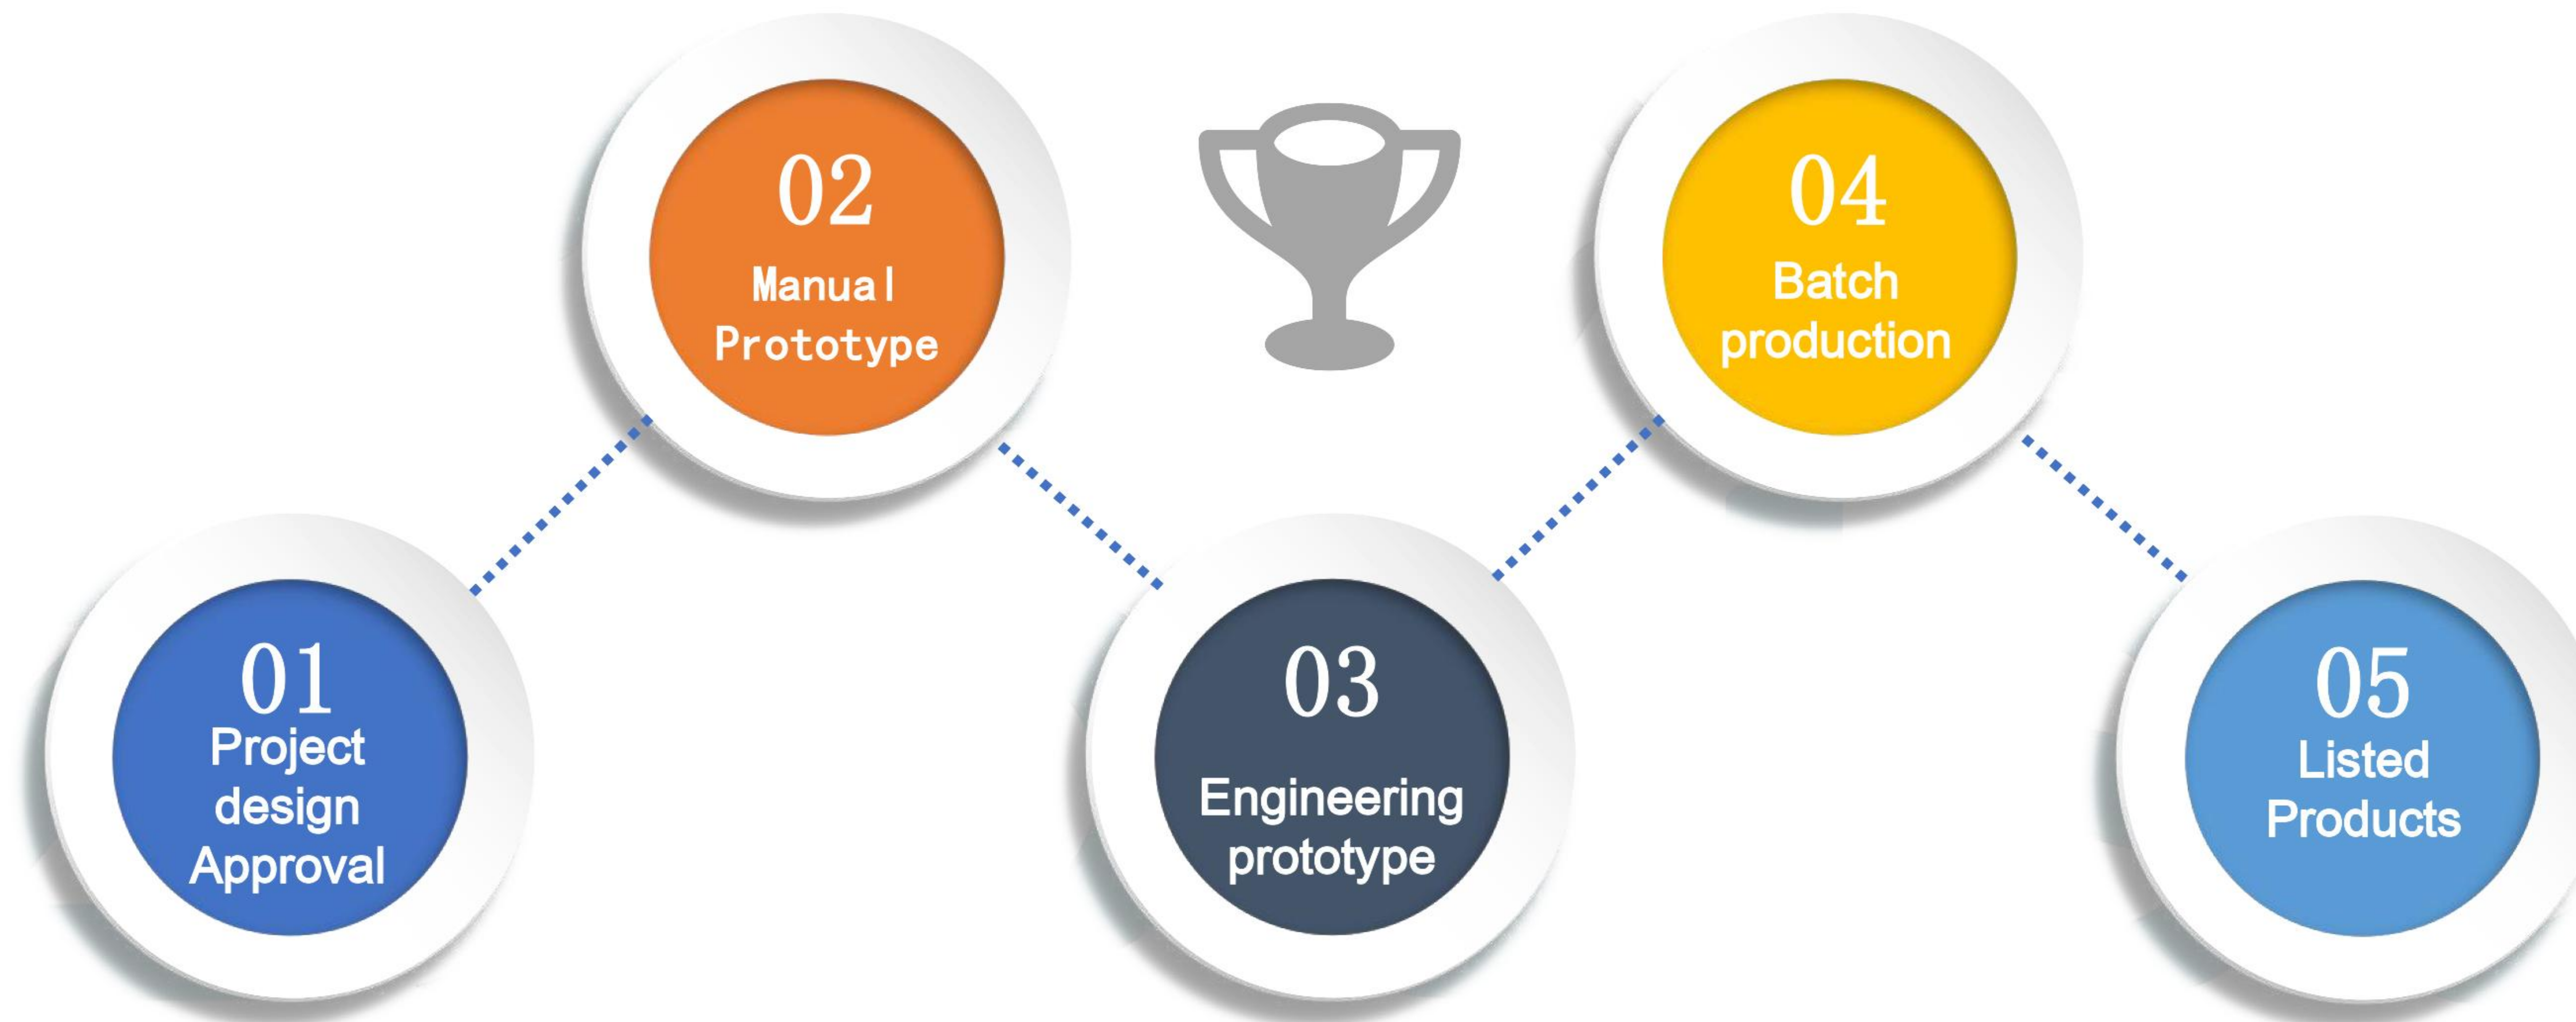 01
Project
design
Approval
02
Manual
Prototype
03
Engineering
prototype
04
Batch
production
05
Listed
Products